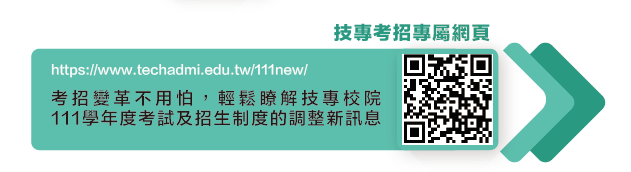 技專考招專屬網頁
https://www.techadmi.edu.tw/111new/
考招變革不用怕，輕鬆瞭解技專校院
111學年度考試及招生制度的調整新訊息